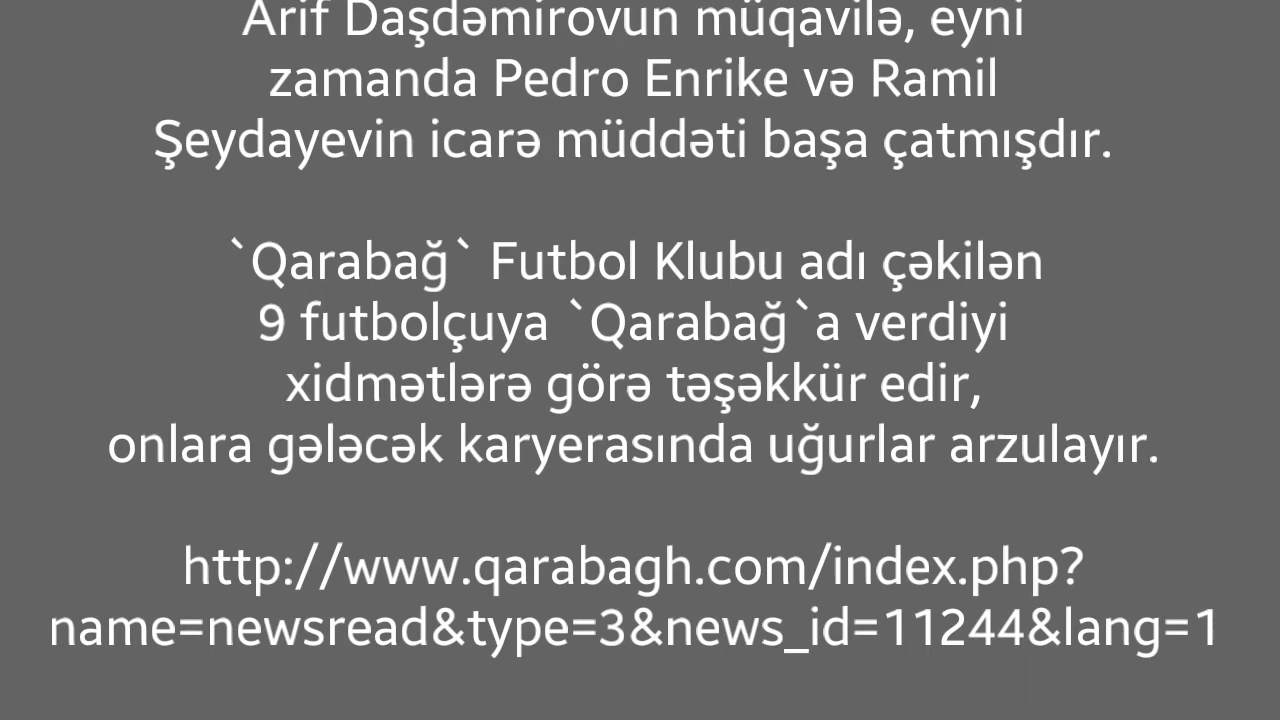 Arif Daşdəmirovun müqavilə, eyni
zamanda Pedro Enrike və Ramil
Şeydayevin icarə müddəti başa çatmışdır.
`Qarabağ` Futbol Klubu adı çəkilən
9 futbolçuya `Qarabağ`a verdiyi
xidmətlərə görə təşəkkür edir,
onlara gələcək karyerasında uğurlar arzulayır.
http://www.qarabagh.com/index.php?
name=newsread&type=3&news_id=11244&lang=1